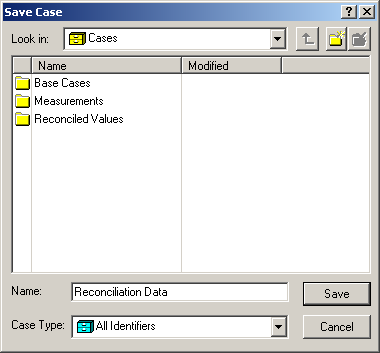 Save Case
Look in: Cases
Name Modified
Base Cases
Measurements
Reconciled Values
Name: Reconciliation Data Save
Case Type: All Identifiers Cancel